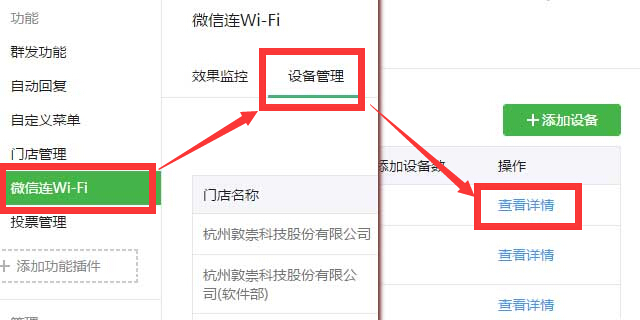 功能
群发功能
自动回复
自定义菜单
门店管理
微信连Wi-Fi
投票管理
添加功能插件
管理
微信连Wi-Fi
效果监控
设备管理
门店名称
杭州敦崇科技股份有限公司
杭州敦崇科技股份有限公
司(软件部)
添加设备
添加设备数
操作
查看详情
查看详情
查看详情